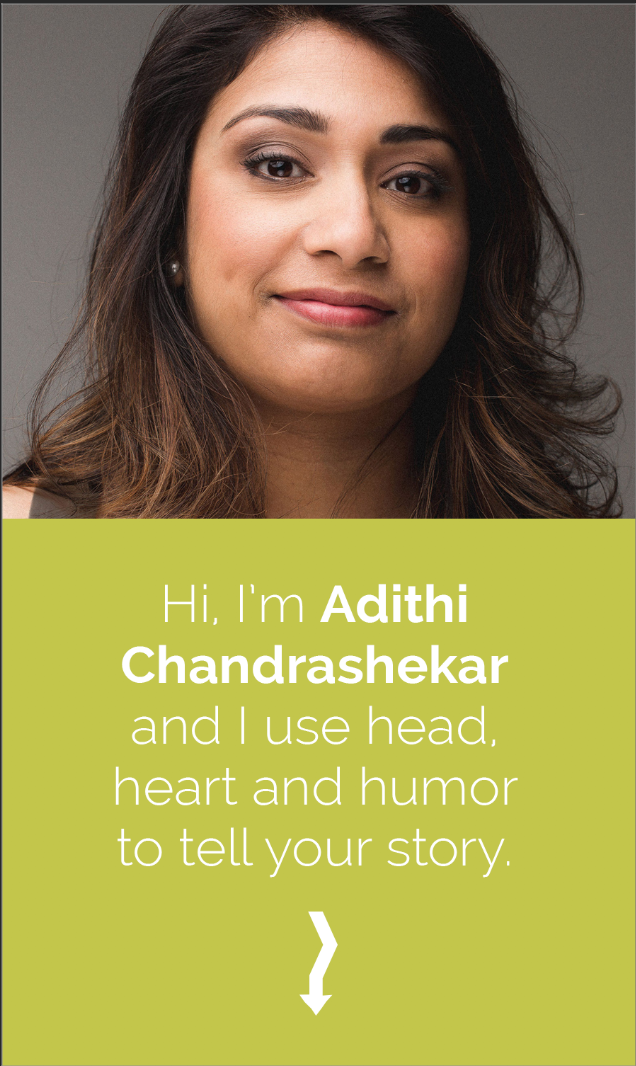 Hi, I'm Adithi
Chandrashekar
and I use head,
heart and humor
to tell your story.